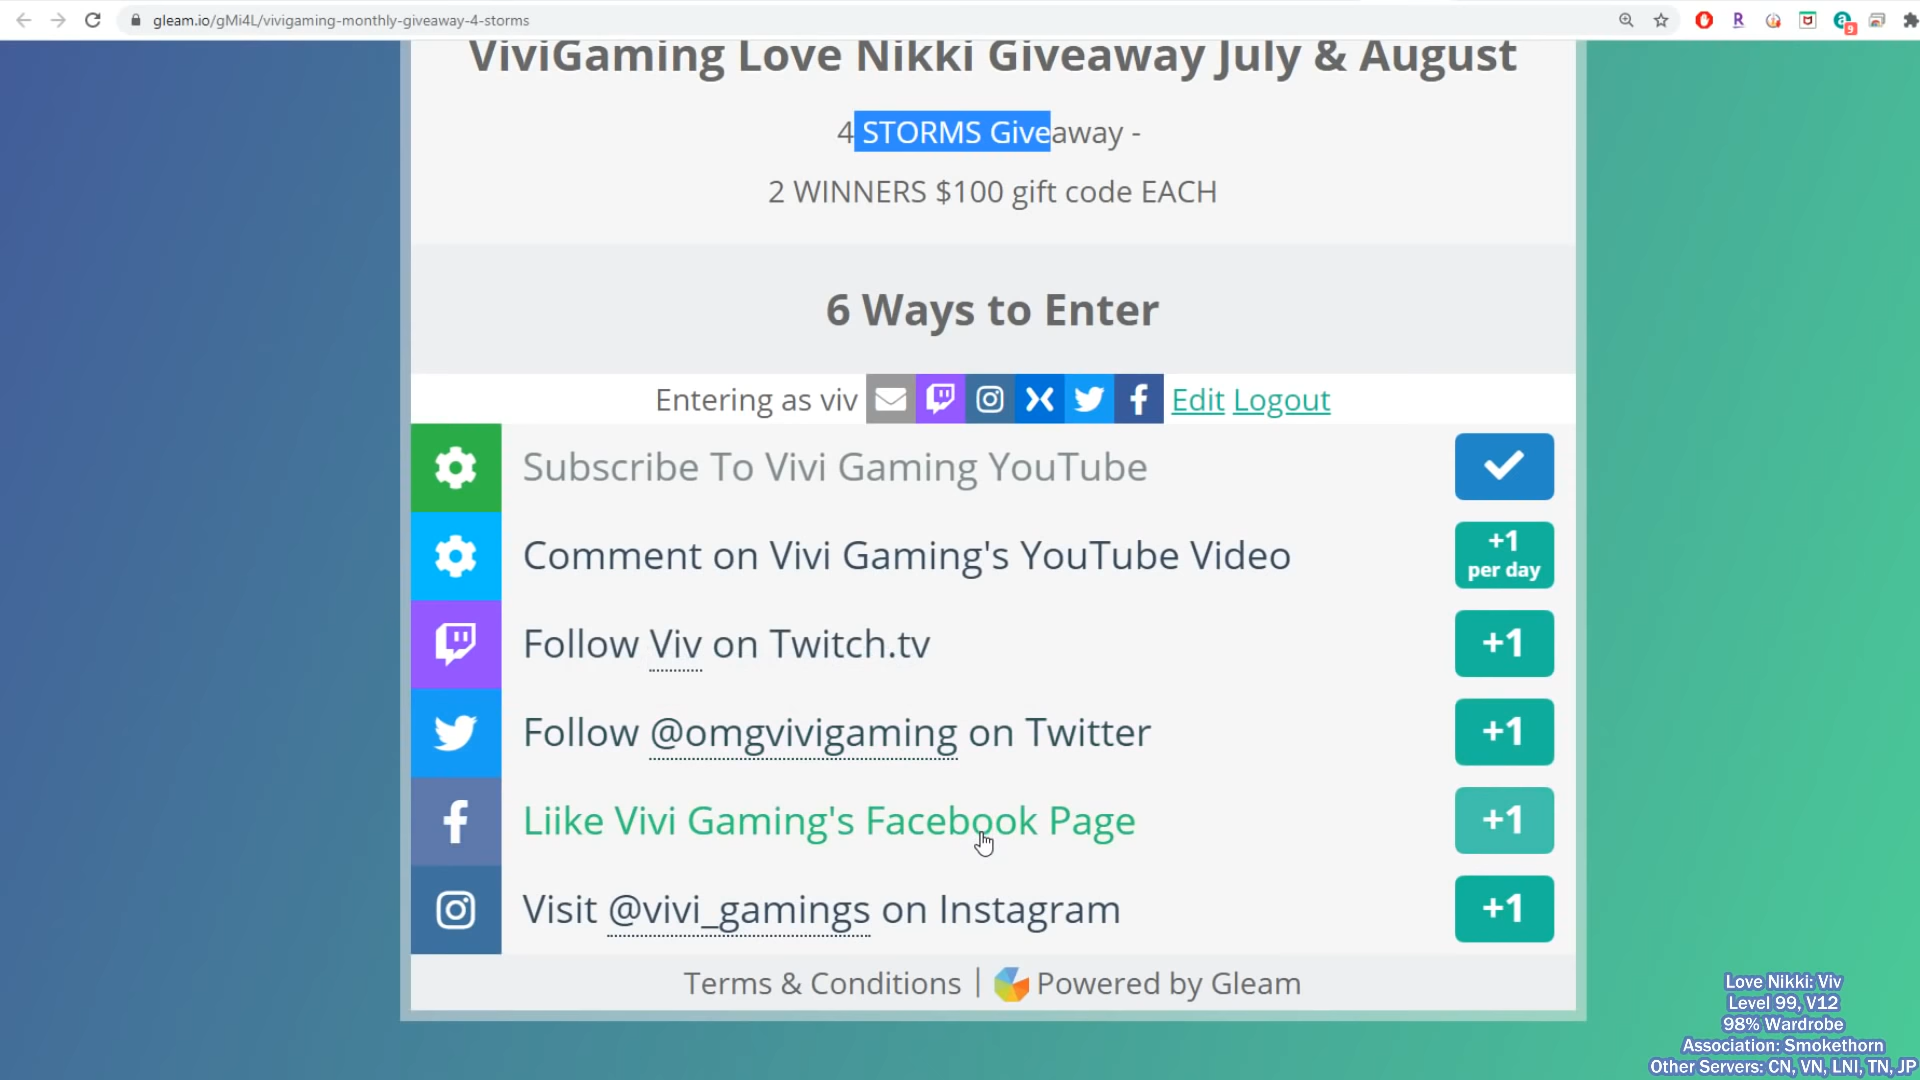 gleam.io/gMi4L/vivigaming-monthly-giveaway-4-storms
R
9
ViviGaming Love Nikki Giveaway July & August
4 STORMS Giveaway -
2 WINNERS $100 gift code EACH
6 Ways to Enter
Entering as viv Edit Logout
Subscribe To Vivi Gaming YouTube
Comment on Vivi Gaming's YouTube Video +1 per day
Follow Viv on Twitch.tv +1
Follow @omgvivigaming on Twitter +1
Liike Vivi Gaming's Facebook Page +1
Visit @vivi_gamings on Instagram +1
Terms & Conditions | Powered by Gleam
Love Nikki: Viv
Level 99, V12
98% Wardrobe
Association: Smokethorn
Other Servers: CN, VN, LNI, TN, JP